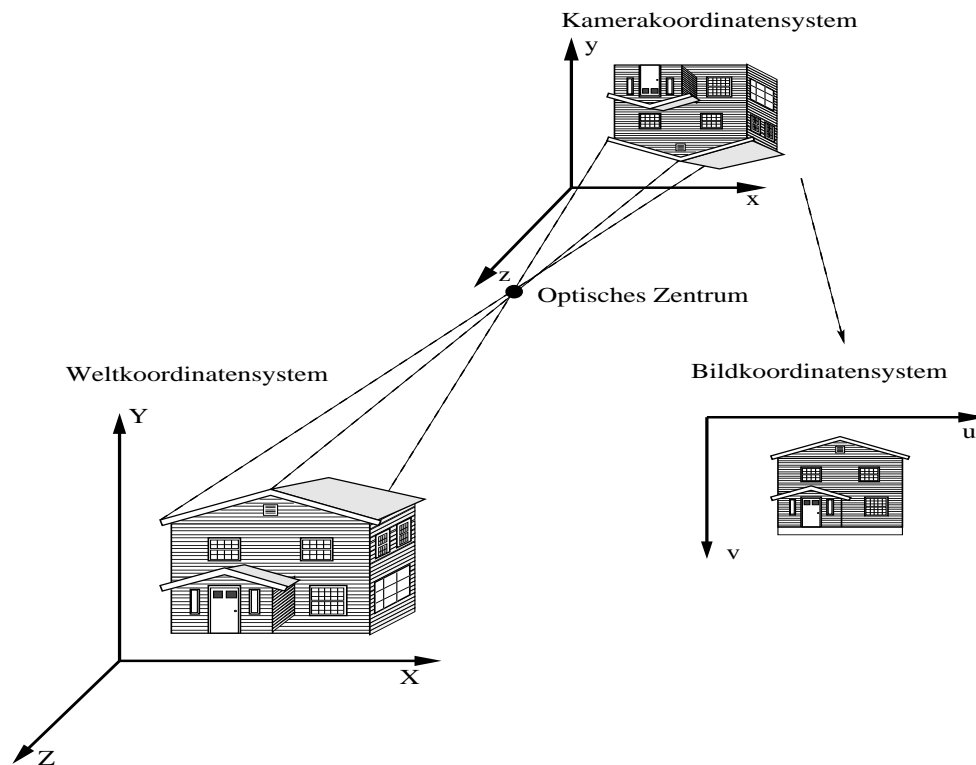 Kamerakoordinatensystem
y
x
z
Optisches Zentrum
Weltkoordinatensystem
Y
X
Z
Bildkoordinatensystem
u
v